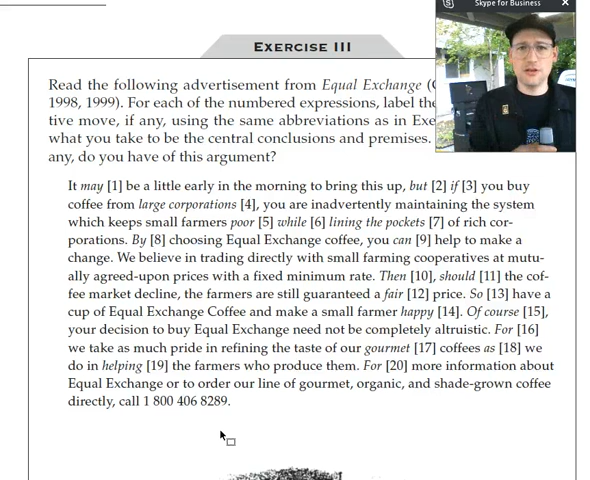 Skype for Business
EXERCISE III
Read the following advertisement from Equal Exchange (
1998, 1999). For each of the numbered expressions, label the
tive move, if any, using the same abbreviations as in Exe
what you take to be the central conclusions and premises.
any, do you have of this argument?
It may [1] be a little early in the morning to bring this up, but [2] if [3] you buy
coffee from large corporations [4], you are inadvertently maintaining the system
which keeps small farmers poor [5] while [6] lining the pockets [7] of rich cor-
porations. By [8] choosing Equal Exchange coffee, you can [9] help to make a
change. We believe in trading directly with small farming cooperatives at mutu-
ally agreed-upon prices with a fixed minimum rate. Then [10], should [11] the cof-
fee market decline, the farmers are still guaranteed a fair [12] price. So [13] have a
cup of Equal Exchange Coffee and make a small farmer happy [14]. Of course [15],
your decision to buy Equal Exchange need not be completely altruistic. For [16]
we take as much pride in refining the taste of our gourmet [17] coffees as [18] we
do in helping [19] the farmers who produce them. For [20] more information about
Equal Exchange or to order our line of gourmet, organic, and shade-grown coffee
directly, call 1 800 406 8289.